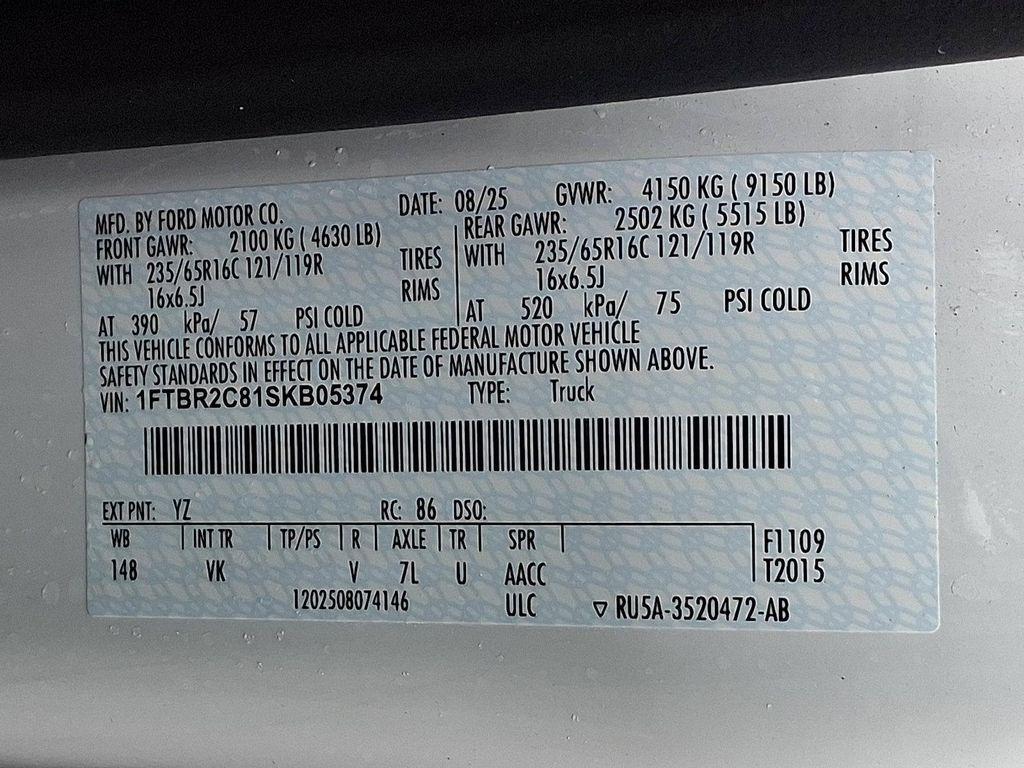 MFD. BY FORD MOTOR CO. DATE: 08/25 GVWR: 4150 KG ( 9150 LB)
FRONT GAWR: 2100 KG ( 4630 LB) REAR GAWR: 2502 KG ( 5515 LB)
WITH 235/65R16C 121/119R TIRES WITH 235/65R16C 121/119R TIRES
16x6.5J RIMS 16x6.5J RIMS
AT 390 kPa/ 57 PSI COLD AT 520 kPa/ 75 PSI COLD
THIS VEHICLE CONFORMS TO ALL APPLICABLE FEDERAL MOTOR VEHICLE
SAFETY STANDARDS IN EFFECT ON THE DATE OF MANUFACTURE SHOWN ABOVE.
VIN: 1FTBR2C81SKB05374 TYPE: Truck
EXT PNT: YZ RC: 86 DSO:
WB INT TR TP/PS R AXLE TR SPR F1109
148 VK V 7L U AACC T2015
1202508074146 ULC ▽ RU5A-3520472-AB